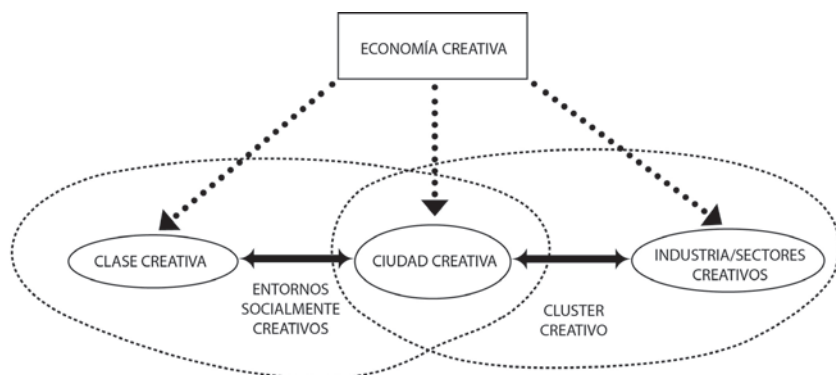 ECONOMÍA CREATIVA
CLASE CREATIVA
CIUDAD CREATIVA
INDUSTRIA/SECTORES
CREATIVOS
ENTORNOS
SOCIALMENTE
CREATIVOS
CLUSTER
CREATIVO